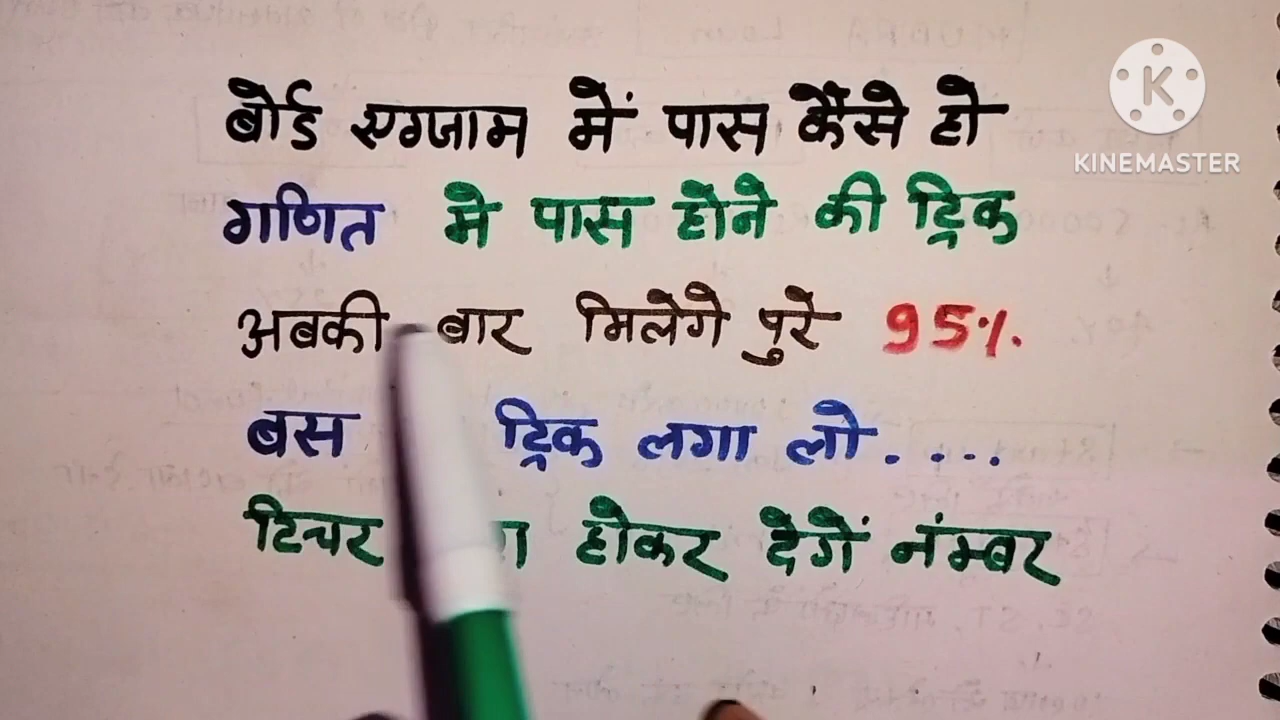 बोर्ड एग्जाम में पास कैसे हो
गणित मे पास होने की ट्रिक
अबकी बार मिलेगे पुरे 95%.
बस ट्रिक लगा लो.....
टिचर होकर देगें नंम्बर
KINEMASTER